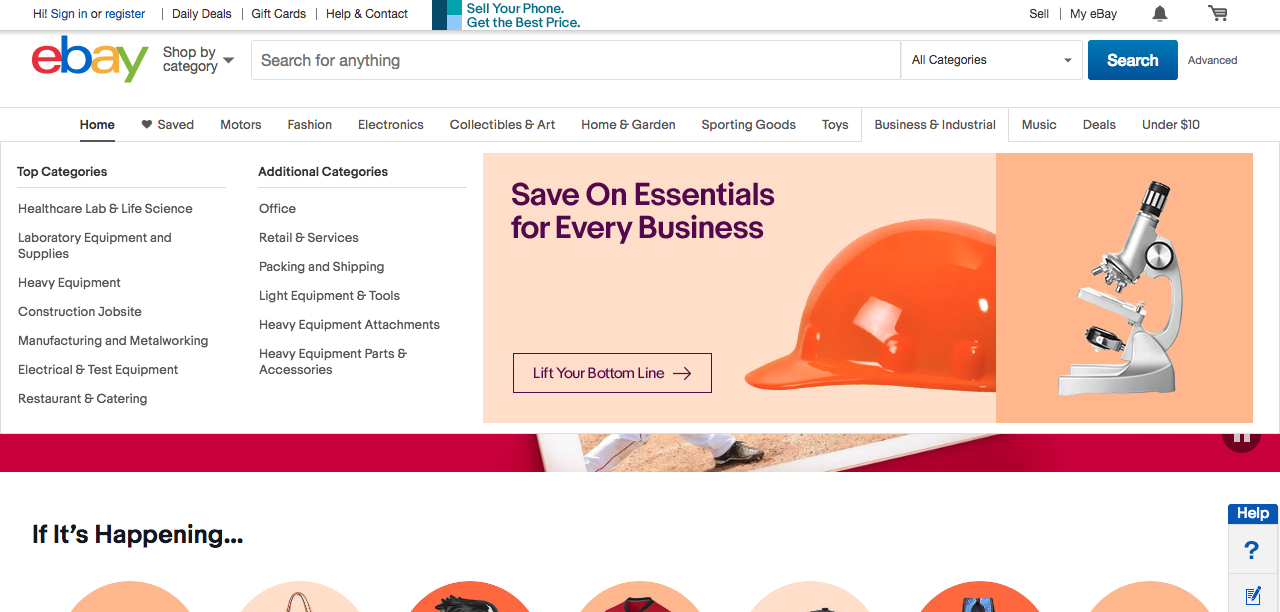 Hi! Sign in or register
Daily Deals
Gift Cards
Help & Contact
Sell Your Phone.
Get the Best Price.
Sell
My eBay
ebay
Shop by
category
Search for anything
All Categories
Search
Advanced
Home
Saved
Motors
Fashion
Electronics
Collectibles & Art
Home & Garden
Sporting Goods
Toys
Business & Industrial
Music
Deals
Under $10
Top Categories
Healthcare Lab & Life Science
Laboratory Equipment and
Supplies
Heavy Equipment
Construction Jobsite
Manufacturing and Metalworking
Electrical & Test Equipment
Restaurant & Catering
Additional Categories
Office
Retail & Services
Packing and Shipping
Light Equipment & Tools
Heavy Equipment Attachments
Heavy Equipment Parts &
Accessories
Save On Essentials
for Every Business
Lift Your Bottom Line
If It's Happening...
Help
?